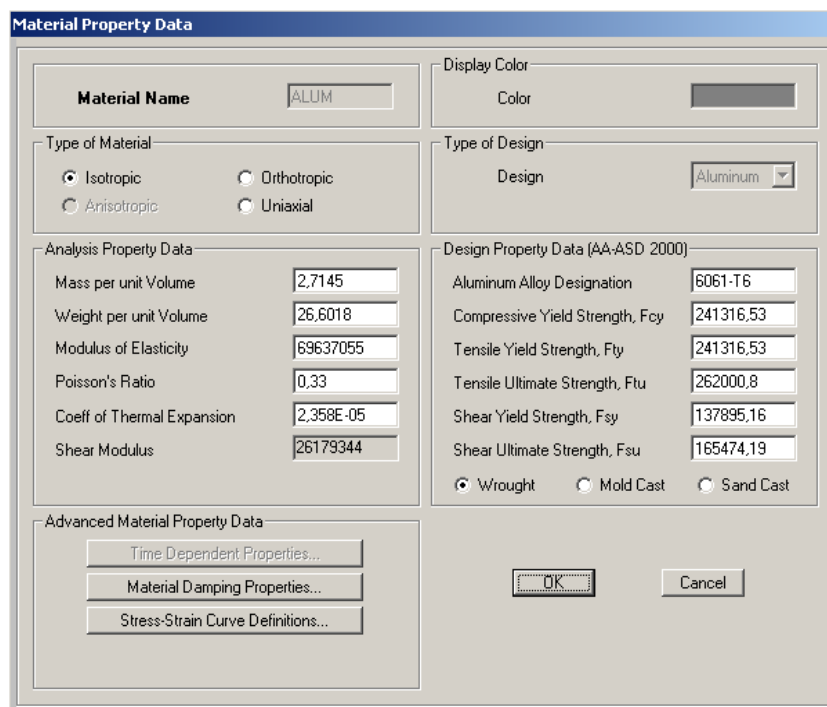 Material Property Data
Material Name ALUM
Display Color
Color
Type of Material
Isotropic Orthotropic
Anisotropic Uniaxial
Type of Design
Design Aluminum
Analysis Property Data
Mass per unit Volume 2,7145
Weight per unit Volume 26,6018
Modulus of Elasticity 69637055
Poisson's Ratio 0,33
Coeff of Thermal Expansion 2,358E-05
Shear Modulus 26179344
Design Property Data (AA-ASD 2000)
Aluminum Alloy Designation 6061-T6
Compressive Yield Strength, Fcy 241316,53
Tensile Yield Strength, Fty 241316,53
Tensile Ultimate Strength, Ftu 262000,8
Shear Yield Strength, Fsy 137895,16
Shear Ultimate Strength, Fsu 165474,19
Wrought Mold Cast Sand Cast
Advanced Material Property Data
Time Dependent Properties...
Material Damping Properties...
Stress-Strain Curve Definitions...
OK Cancel